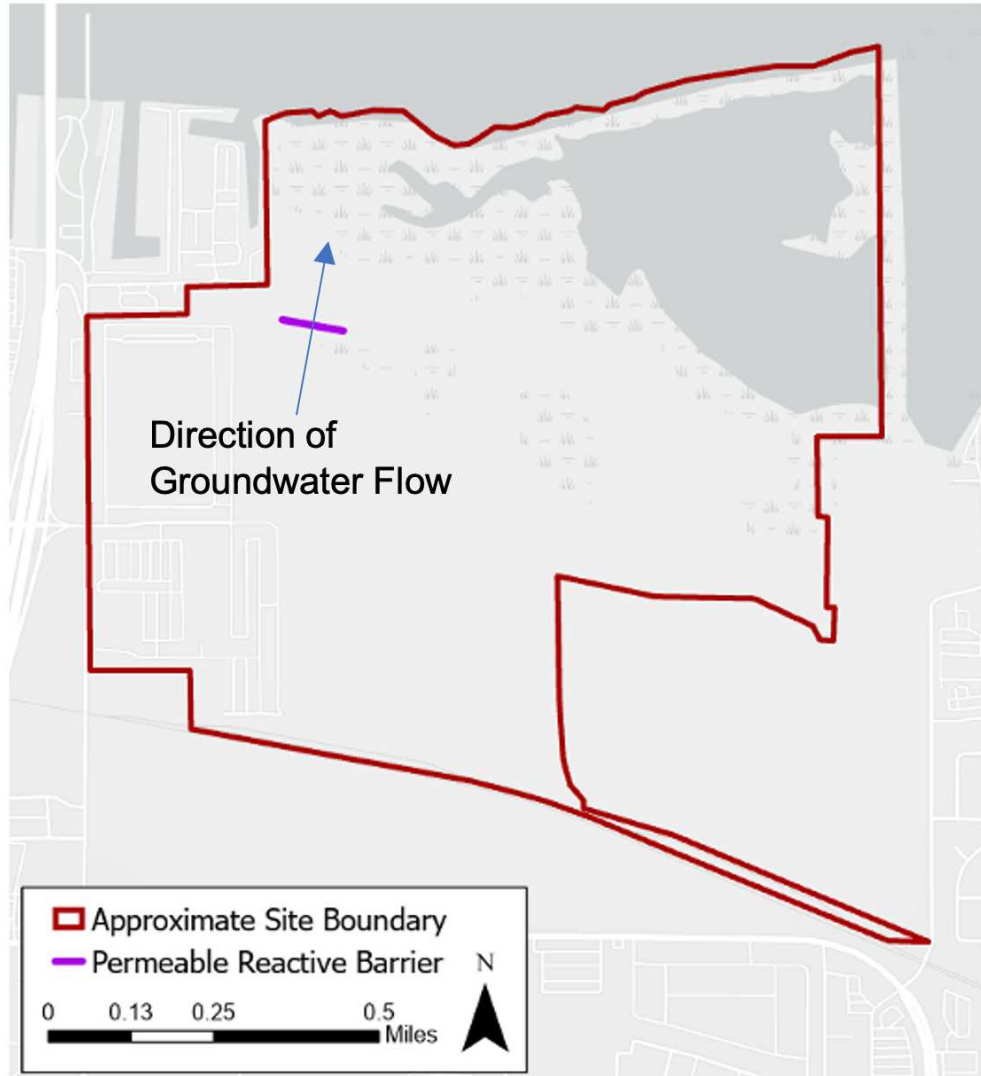 Direction of
Groundwater Flow
Approximate Site Boundary
Permeable Reactive Barrier
N
0 0.13 0.25 0.5
Miles